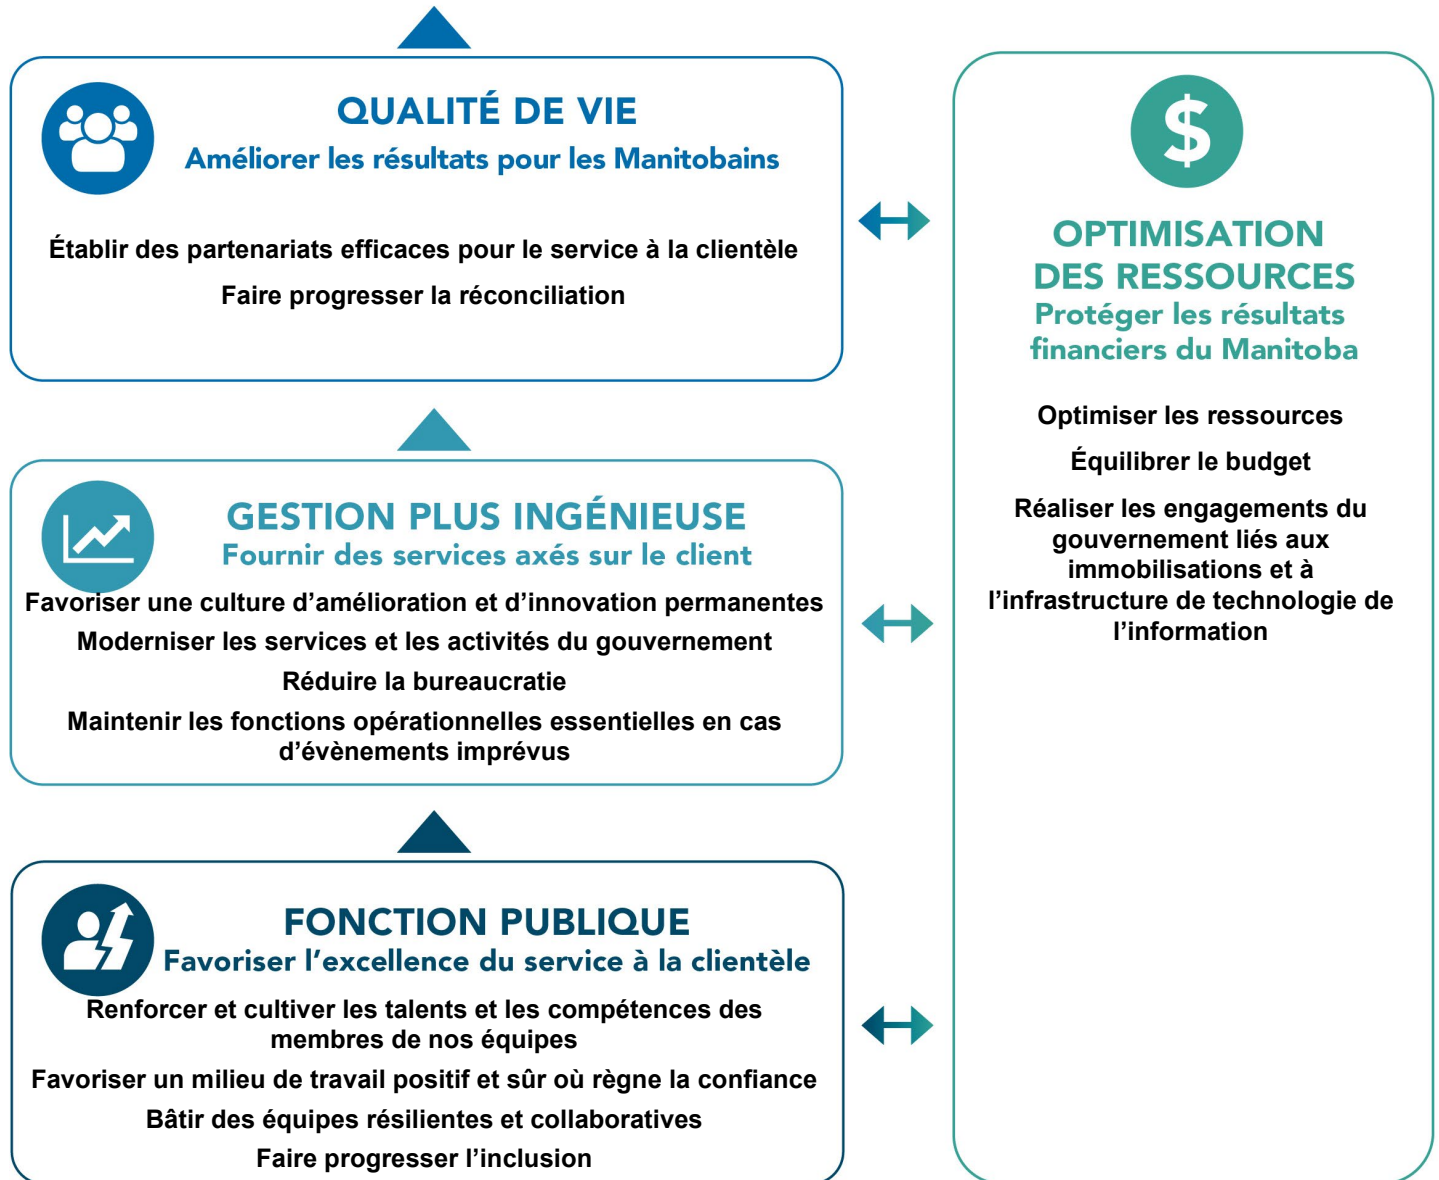 QUALITÉ DE VIE
Améliorer les résultats pour les Manitobains
Établir des partenariats efficaces pour le service à la clientèle
Faire progresser la réconciliation
GESTION PLUS INGÉNIEUSE
Fournir des services axés sur le client
Favoriser une culture d’amélioration et d’innovation permanentes
Moderniser les services et les activités du gouvernement
Réduire la bureaucratie
Maintenir les fonctions opérationnelles essentielles en cas
d’évènements imprévus
FONCTION PUBLIQUE
Favoriser l’excellence du service à la clientèle
Renforcer et cultiver les talents et les compétences des
membres de nos équipes
Favoriser un milieu de travail positif et sûr où règne la confiance
Bâtir des équipes résilientes et collaboratives
Faire progresser l’inclusion
$
OPTIMISATION
DES RESSOURCES
Protéger les résultats
financiers du Manitoba
Optimiser les ressources
Équilibrer le budget
Réaliser les engagements du
gouvernement liés aux
immobilisations et à
l’infrastructure de technologie de
l’information